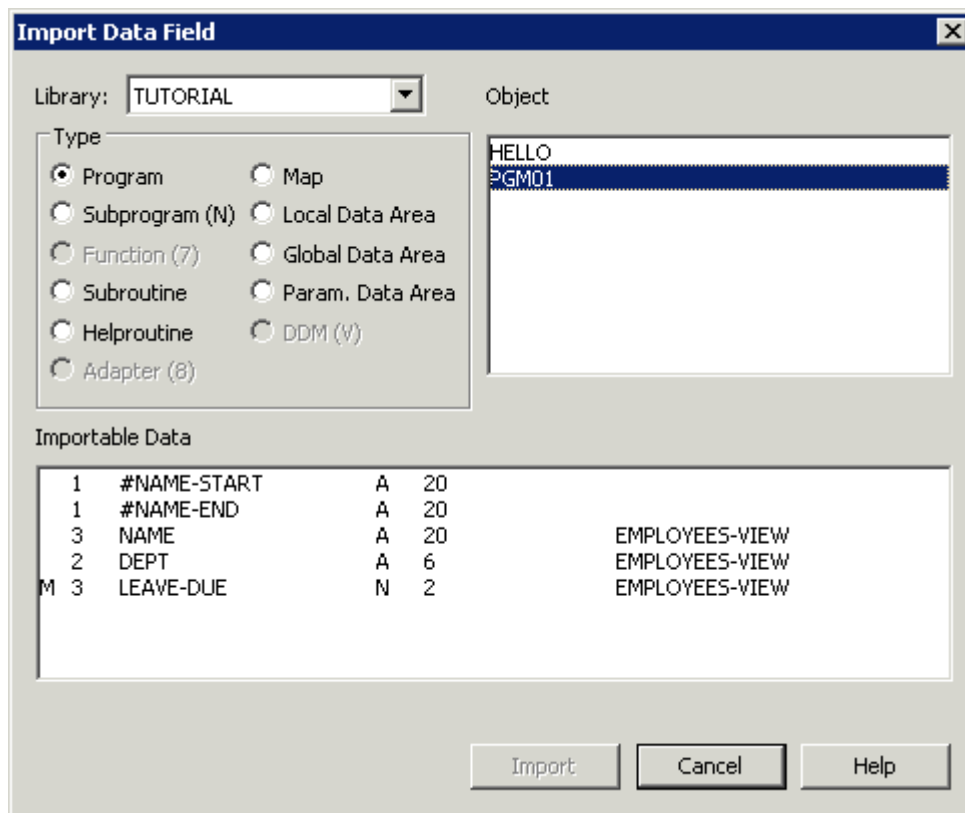 Import Data Field
Library: TUTORIAL
Object
Type
Program
Map
Subprogram (N)
Local Data Area
Function (7)
Global Data Area
Subroutine
Param. Data Area
Helproutine
DDM (V)
Adapter (8)
HELLO
PGM01
Importable Data
1 #NAME-START A 20
1 #NAME-END A 20
3 NAME A 20 EMPLOYEES-VIEW
2 DEPT A 6 EMPLOYEES-VIEW
M 3 LEAVE-DUE N 2 EMPLOYEES-VIEW
Import
Cancel
Help